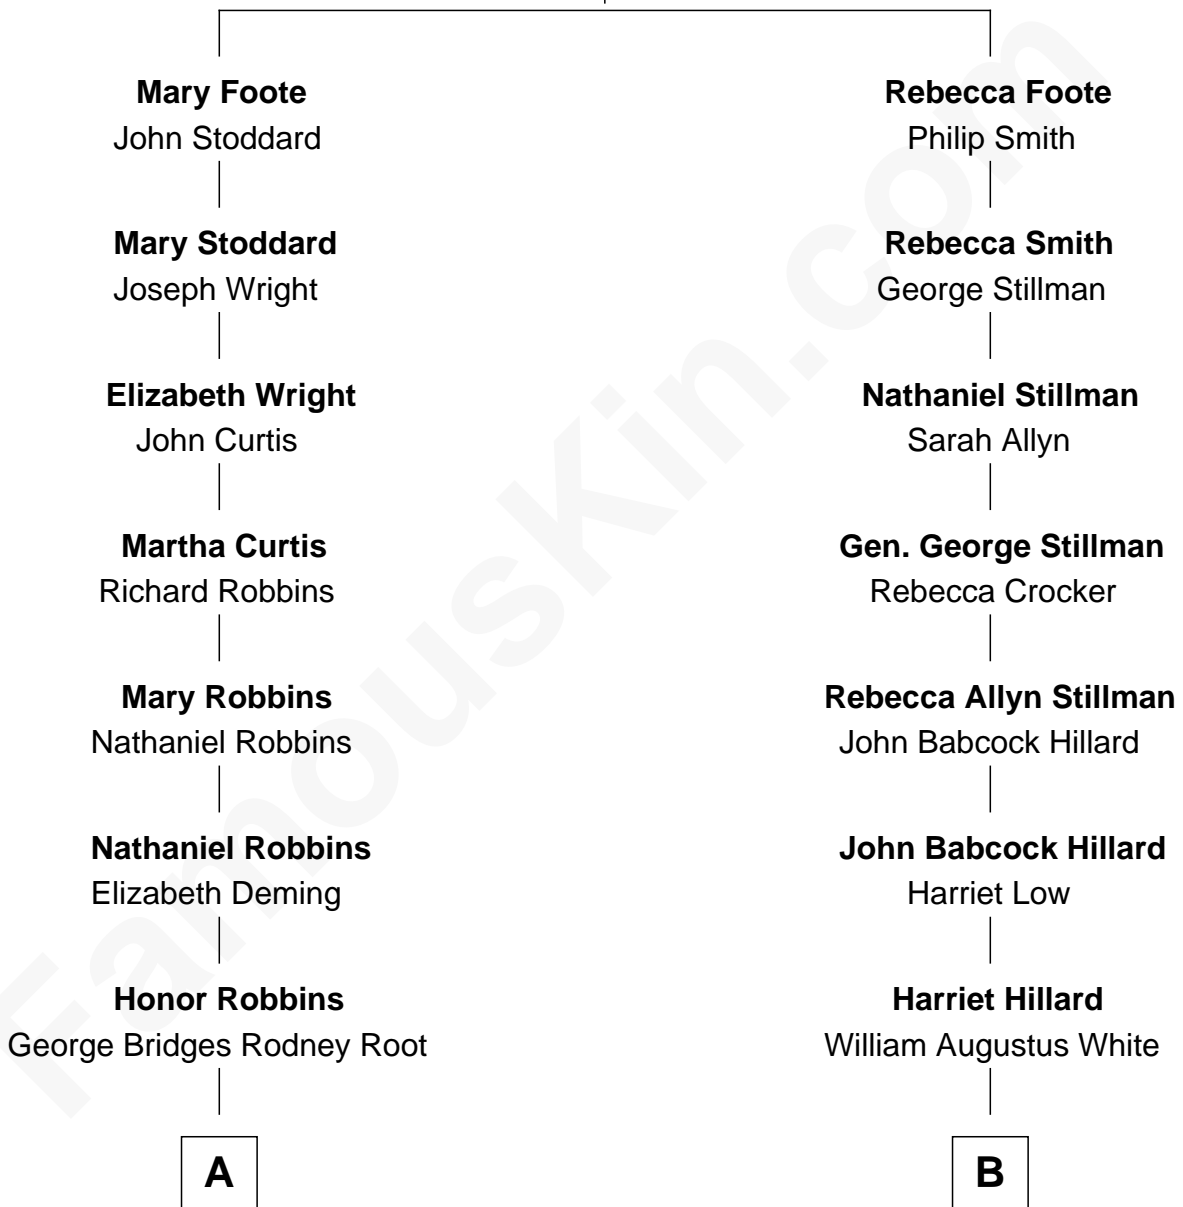 Mary Foote
John Stoddard
Mary Stoddard
Joseph Wright
Elizabeth Wright
John Curtis
Martha Curtis
Richard Robbins
Mary Robbins
Nathaniel Robbins
Nathaniel Robbins
Elizabeth Deming
Honor Robbins
George Bridges Rodney Root
A
Rebecca Foote
Philip Smith
Rebecca Smith
George Stillman
Nathaniel Stillman
Sarah Allyn
Gen. George Stillman
Rebecca Crocker
Rebecca Allyn Stillman
John Babcock Hillard
John Babcock Hillard
Harriet Low
Harriet Hillard
William Augustus White
B
FamousKin.com